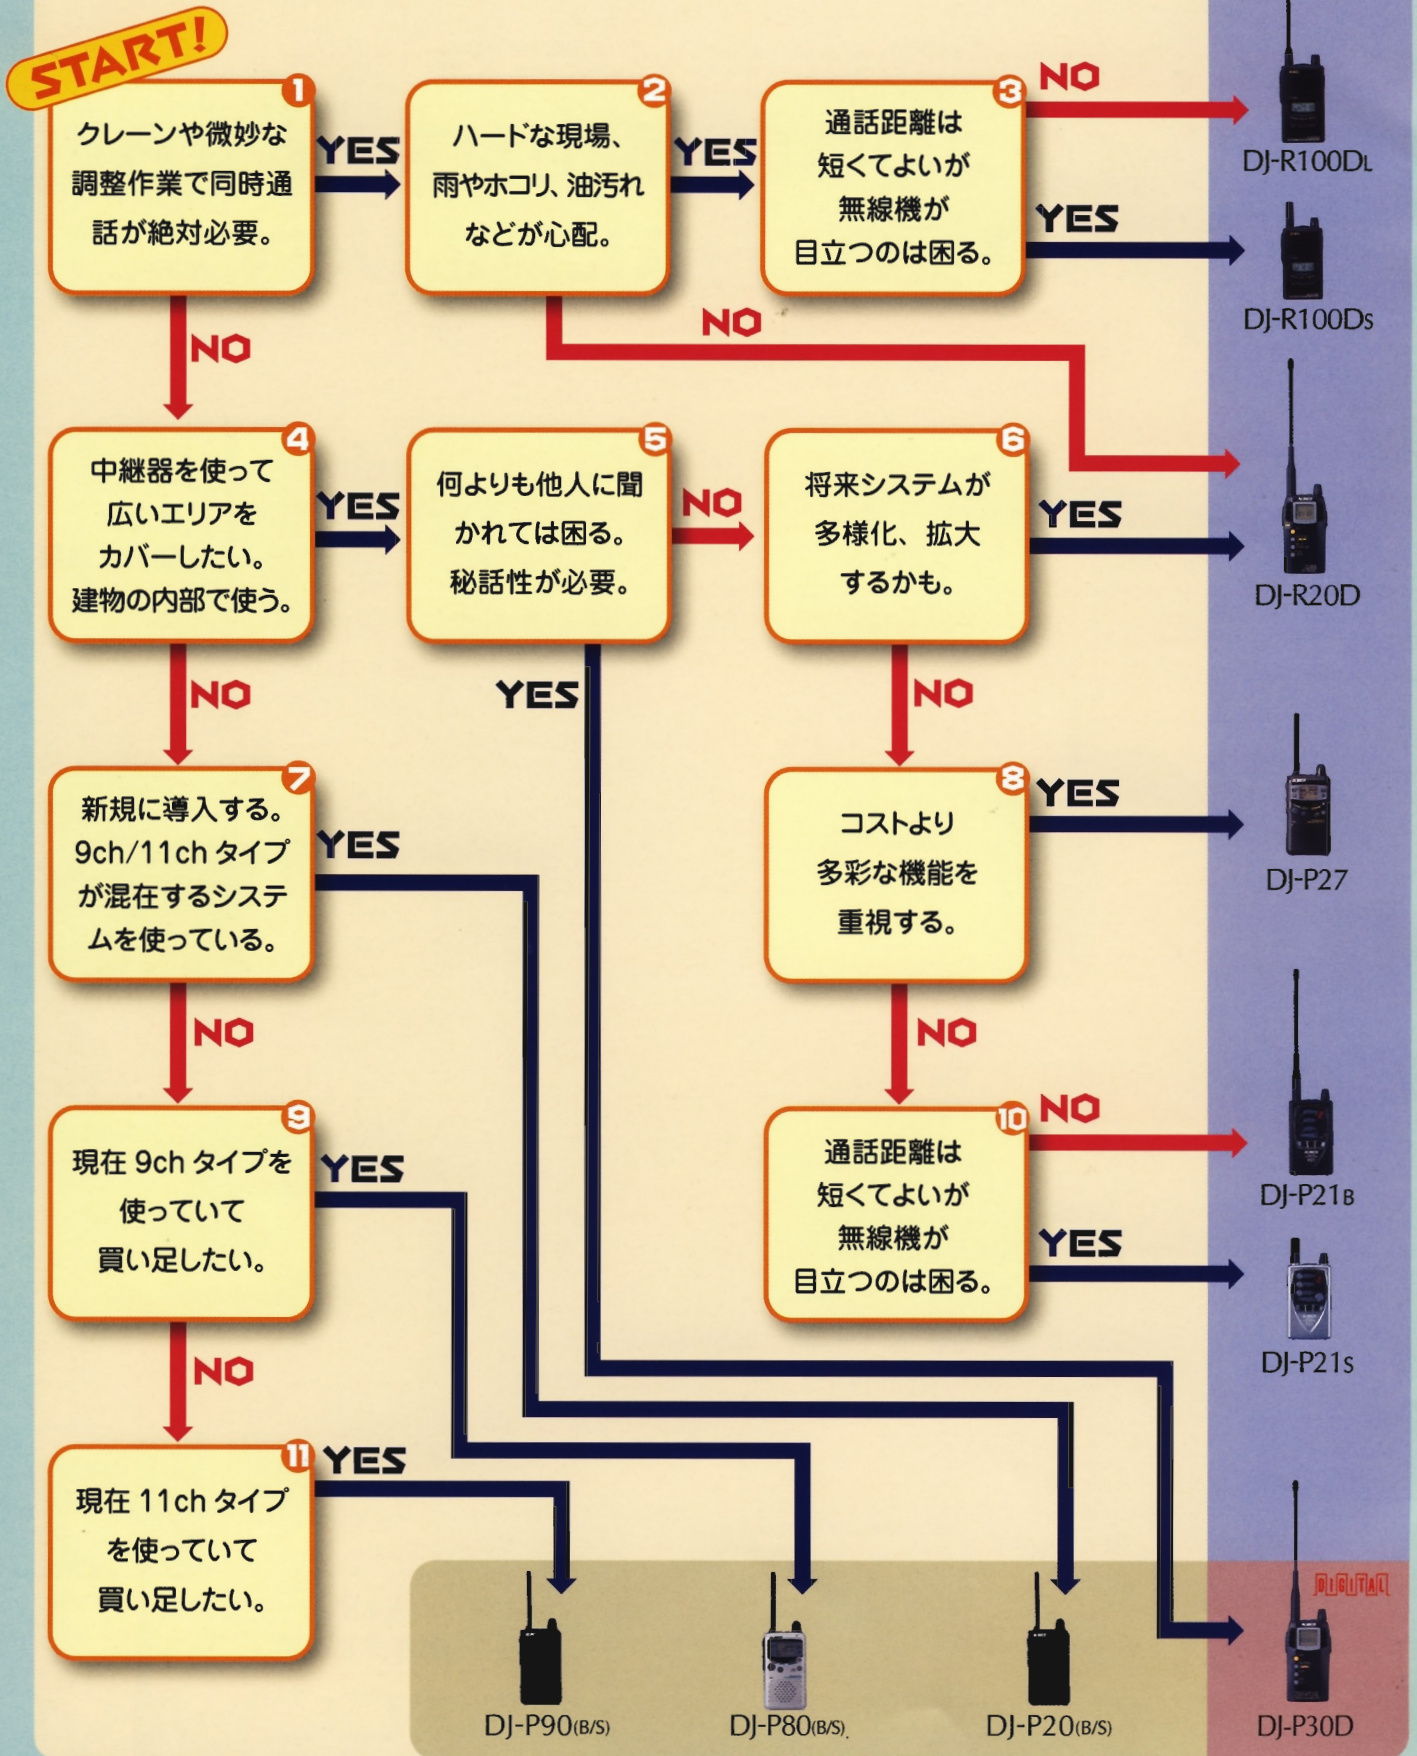 START!
1
クレーンや微妙な
調整作業で同時通
話が絶対必要。
YES
2
ハードな現場、
雨やホコリ、油汚れ
などが心配。
YES
3
通話距離は
短くてよいが
無線機が
目立つのは困る。
NO
DJ-R100DL
YES
DJ-R100DS
NO
NO
4
中継器を使って
広いエリアを
カバーしたい。
建物の内部で使う。
YES
5
何よりも他人に聞
かれては困る。
秘話性が必要。
NO
6
将来システムが
多様化、拡大
するかも。
YES
DJ-R20D
NO
YES
NO
7
新規に導入する。
9ch/11ch タイプ
が混在するシステ
ムを使っている。
YES
8
コストより
多彩な機能を
重視する。
YES
DJ-P27
NO
NO
9
現在 9ch タイプを
使っていて
買い足したい。
YES
10
通話距離は
短くてよいが
無線機が
目立つのは困る。
NO
DJ-P21B
YES
DJ-P21S
NO
11
現在 11ch タイプ
を使っていて
買い足したい。
YES
DIGITAL
DJ-P90(B/S)
DJ-P80(B/S).
DJ-P20(B/S)
DJ-P30D